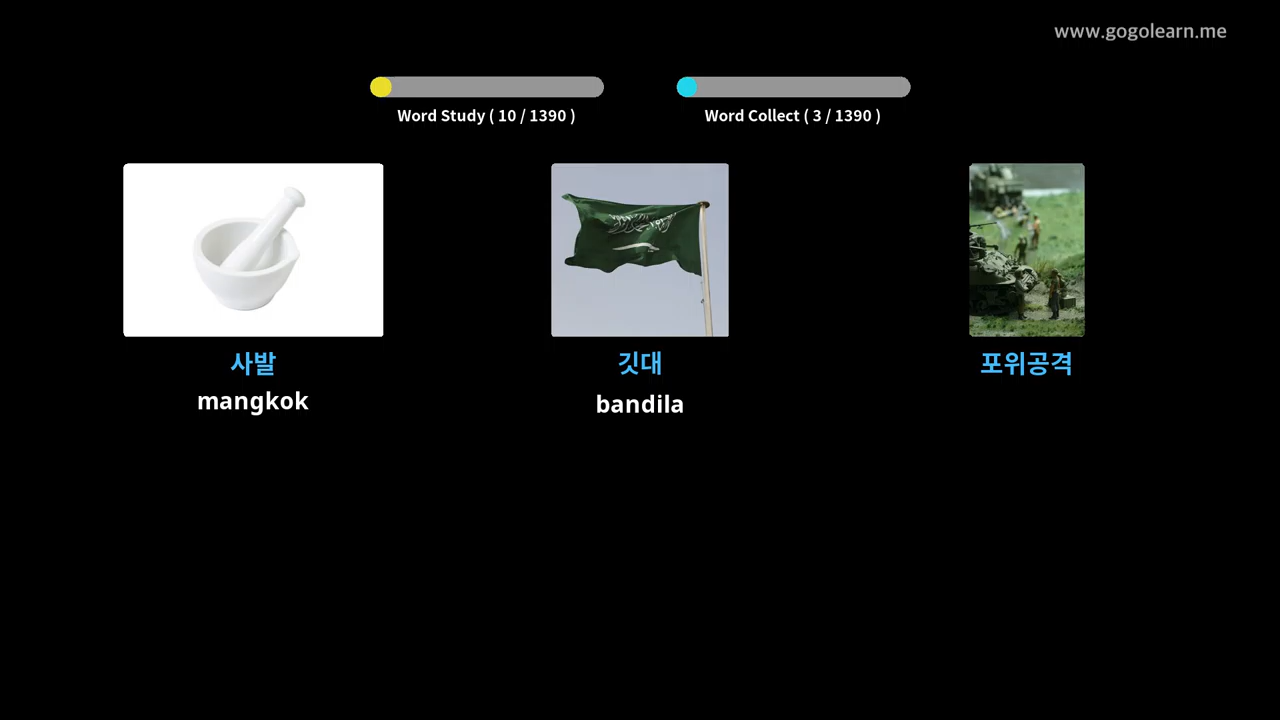 www.gogolearn.me
Word Study ( 10 / 1390 )
Word Collect ( 3 / 1390 )
사발
깃대
포위공격
mangkok
bandila